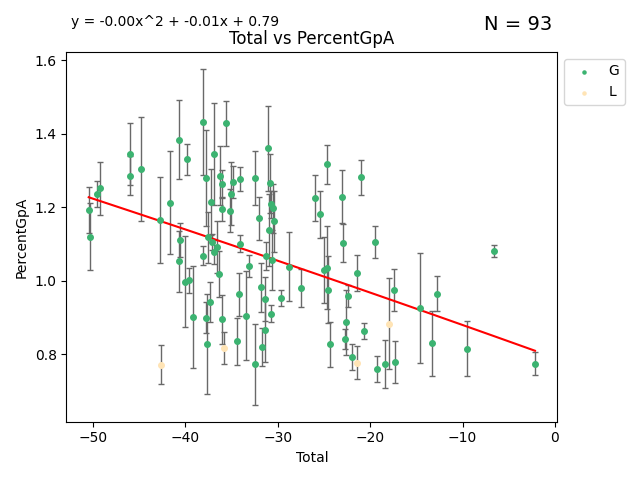 y = -0.00x^2 + -0.01x + 0.79
N = 93
Total vs PercentGpA
G
L
1.6
1.4
1.2
1.0
0.8
PercentGpA
−50 −40 −30 −20 −10 0
Total